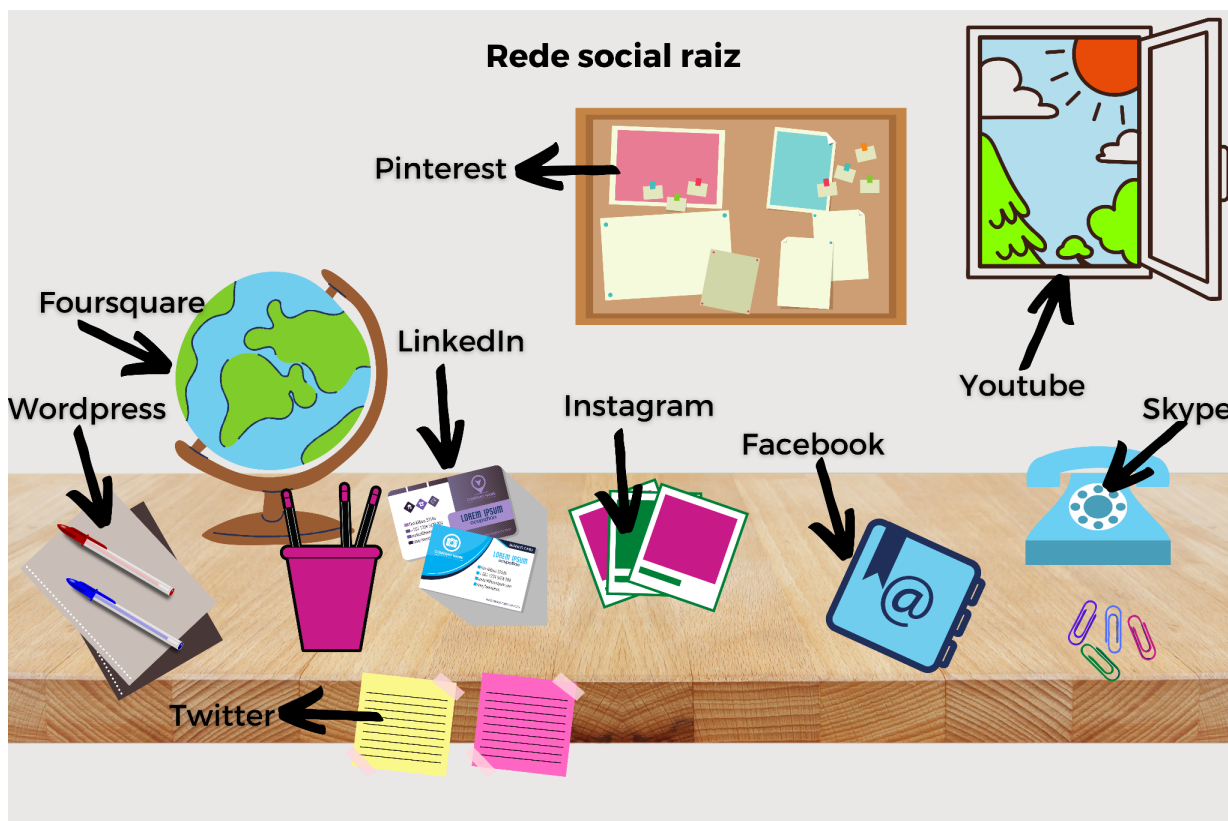 Rede social raiz
Pinterest
Foursquare
LinkedIn
Youtube
Wordpress
Instagram
Skype
Facebook
LOREM IPSUM
LOREM IPSUM
@
Twitter